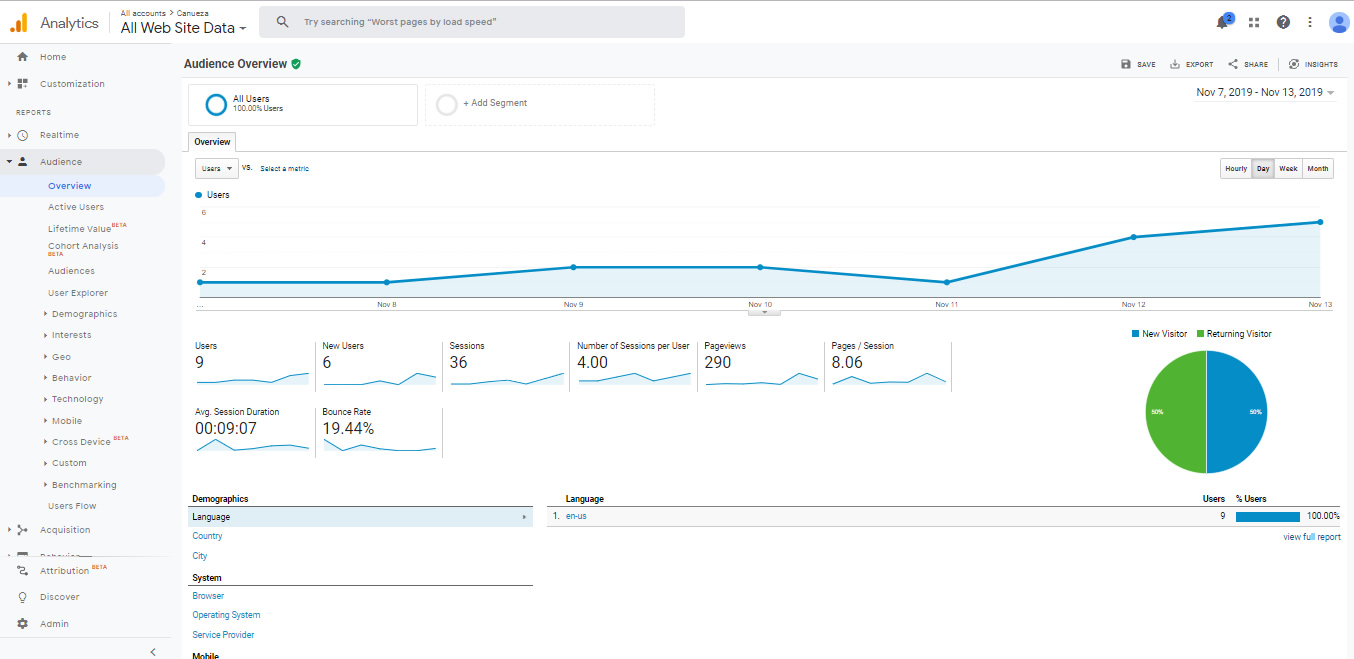 Analytics
All accounts > Canueza
All Web Site Data
Try searching “Worst pages by load speed”
2
Home
Customization
REPORTS
Realtime
Audience
Overview
Active Users
Lifetime Value BETA
Cohort Analysis
BETA
Audiences
User Explorer
Demographics
Interests
Geo
Behavior
Technology
Mobile
Cross Device BETA
Custom
Benchmarking
Users Flow
Acquisition
Behavior
Attribution BETA
Discover
Admin
Audience Overview
SAVE EXPORT SHARE INSIGHTS
All Users
100.00% Users
+ Add Segment
Nov 7, 2019 - Nov 13, 2019
Overview
Users VS. Select a metric
Hourly Day Week Month
Users
6
4
2
... Nov 8 Nov 9 Nov 10 Nov 11 Nov 12 Nov 13
Users
9
New Users
6
Sessions
36
Number of Sessions per User
4.00
Pageviews
290
Pages / Session
8.06
Avg. Session Duration
00:09:07
Bounce Rate
19.44%
New Visitor Returning Visitor
50% 50%
Demographics
Language
Country
City
System
Browser
Operating System
Service Provider
Mobile
Language Users % Users
1. en-us 9 100.00%
view full report